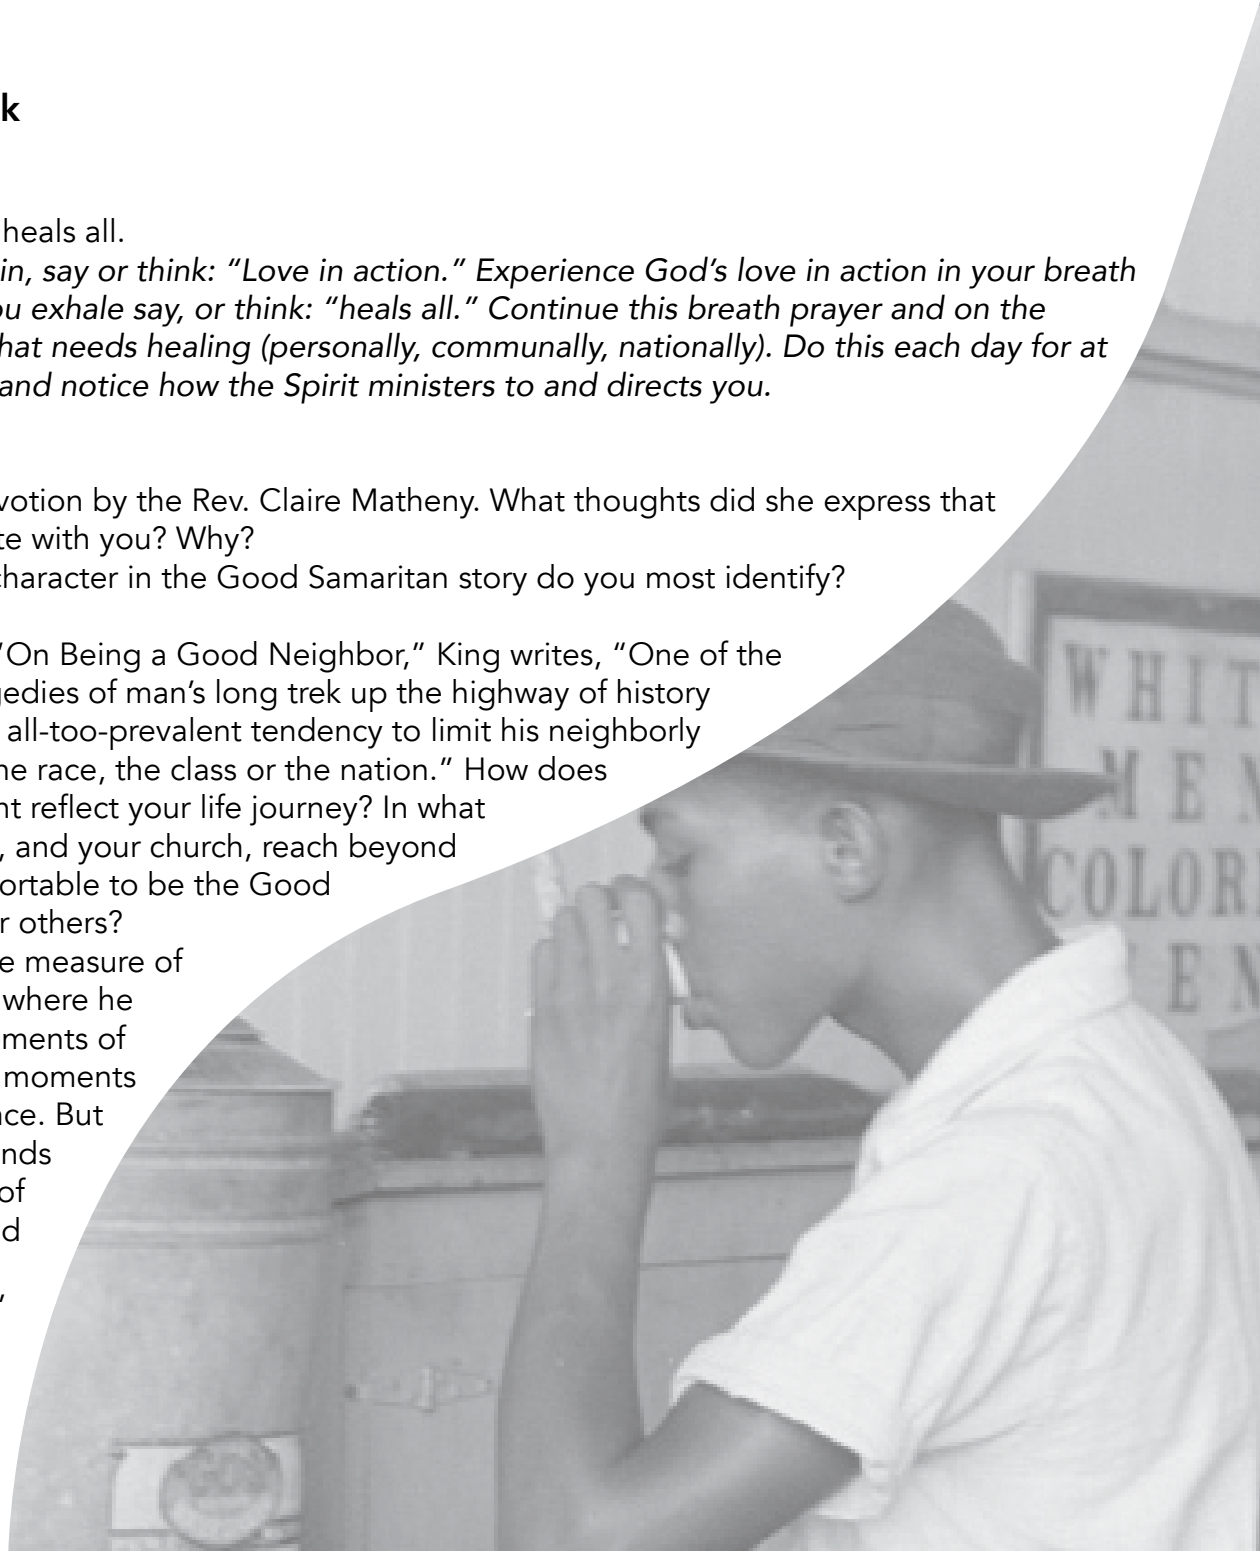 k
heals all.
in, say or think: “Love in action.” Experience God’s love in action in your breath
ou exhale say, or think: “heals all.” Continue this breath prayer and on the
hat needs healing (personally, communally, nationally). Do this each day for at
and notice how the Spirit ministers to and directs you.
votion by the Rev. Claire Matheny. What thoughts did she express that
te with you? Why?
character in the Good Samaritan story do you most identify?
“On Being a Good Neighbor,” King writes, “One of the
gedies of man’s long trek up the highway of history
all-too-prevalent tendency to limit his neighborly
he race, the class or the nation.” How does
nt reflect your life journey? In what
, and your church, reach beyond
ortable to be the Good
r others?
e measure of
where he
ments of
moments
nce. But
nds
of
d
,
WHIT
MEN
COLOR
EN